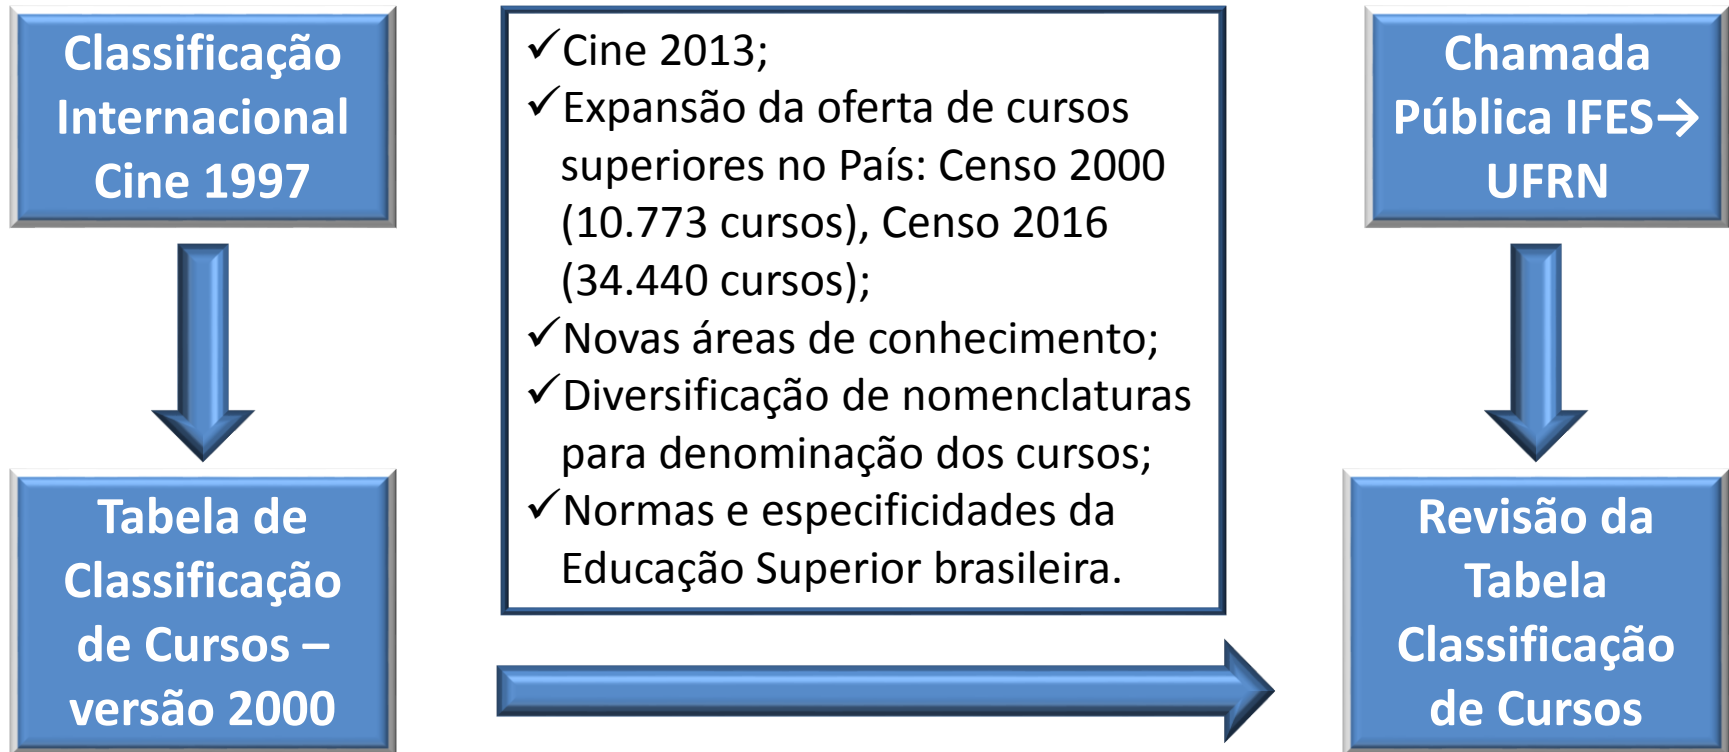 Classificação
Internacional
Cine 1997
Tabela de
Classificação
de Cursos –
versão 2000
✓Cine 2013;
✓Expansão da oferta de cursos
superiores no País: Censo 2000
(10.773 cursos), Censo 2016
(34.440 cursos);
✓Novas áreas de conhecimento;
✓Diversificação de nomenclaturas
para denominação dos cursos;
✓Normas e especificidades da
Educação Superior brasileira.
Chamada
Pública IFES→
UFRN
Revisão da
Tabela
Classificação
de Cursos